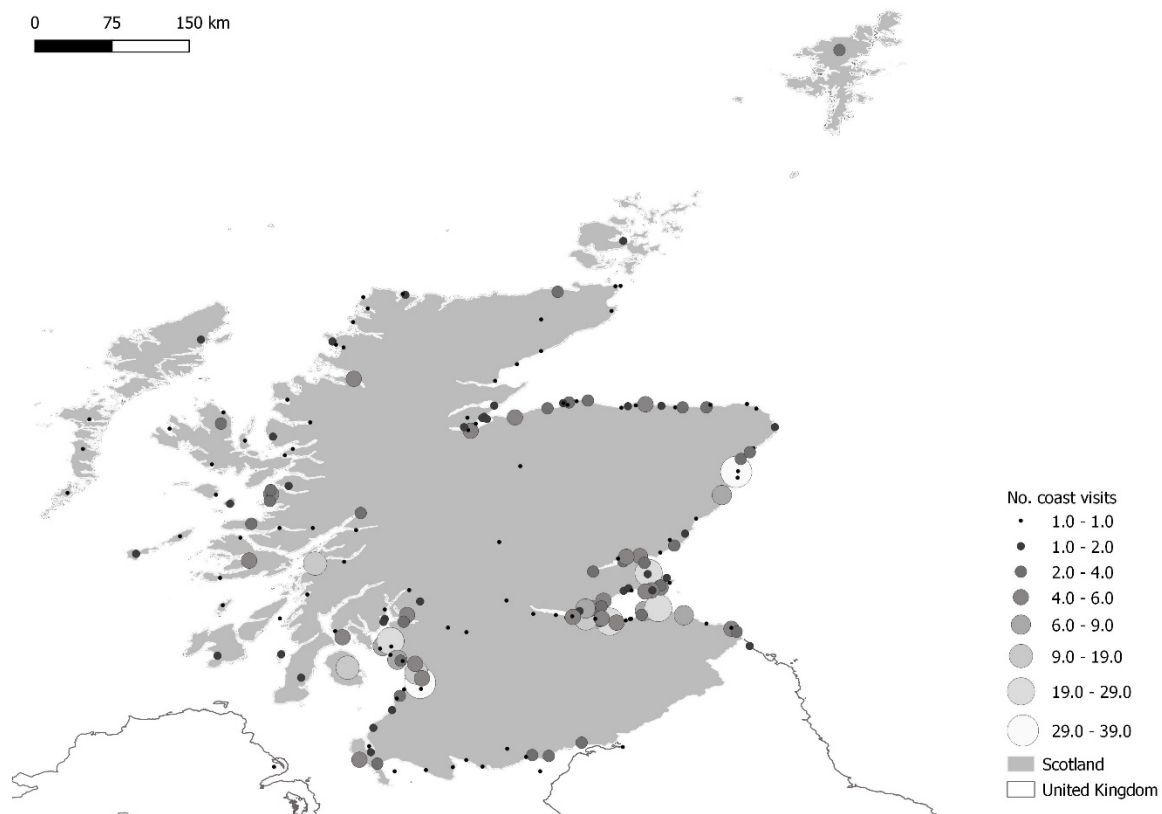 0 75 150 km
No. coast visits
1.0 - 1.0
1.0 - 2.0
2.0 - 4.0
4.0 - 6.0
6.0 - 9.0
9.0 - 19.0
19.0 - 29.0
29.0 - 39.0
Scotland
United Kingdom